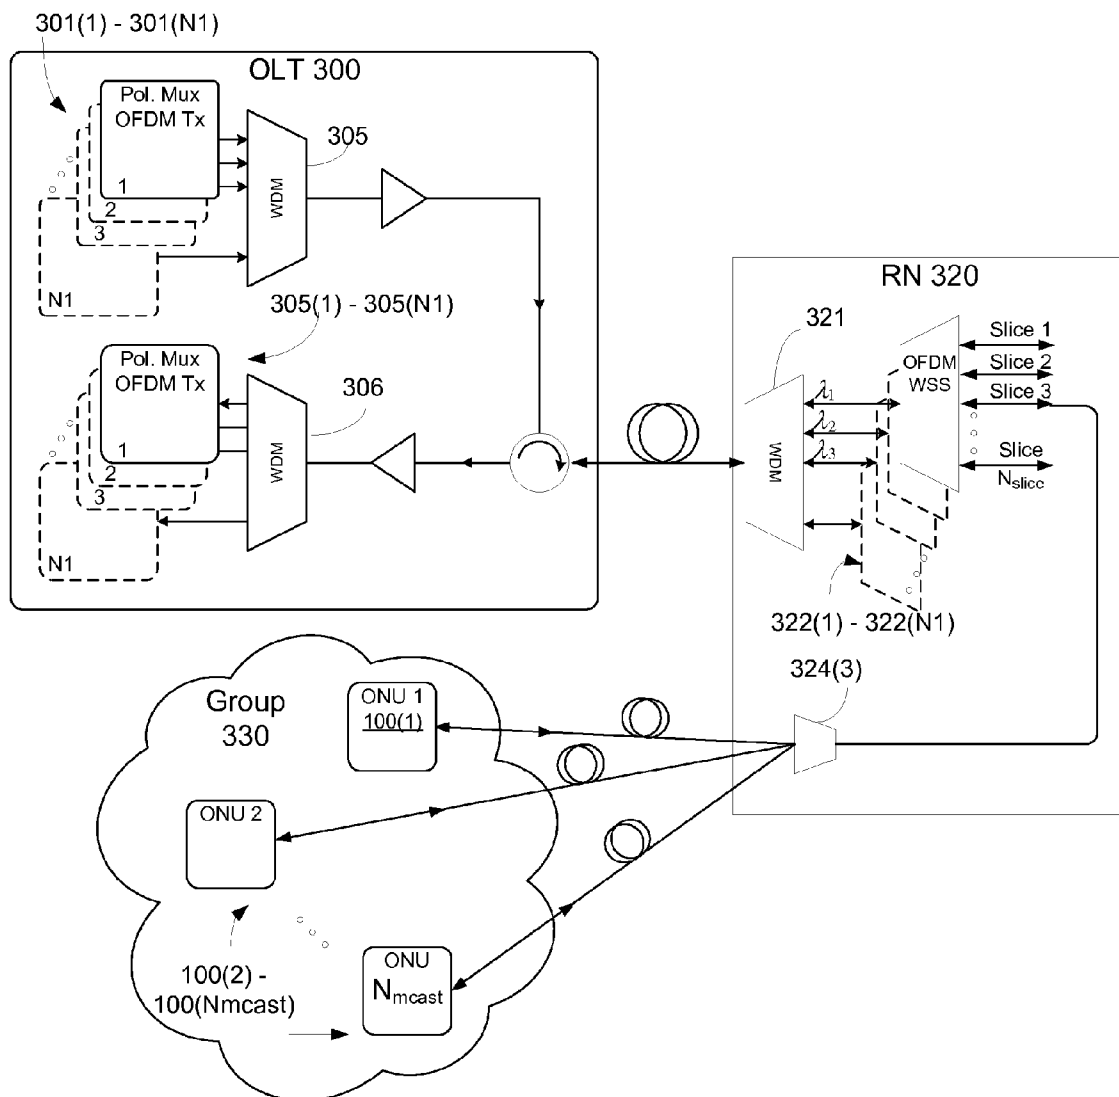 301(1) - 301(N1)
OLT 300
Pol. Mux
OFDM Tx
1
2
3
N1
WDM
305
305(1) - 305(N1)
Pol. Mux
OFDM Tx
1
2
3
N1
WDM
306
RN 320
321
WDM
λ1
λ2
λ3
OFDM
WSS
Slice 1
Slice 2
Slice 3
Slice
Nslice
322(1) - 322(N1)
324(3)
Group
330
ONU 1
100(1)
ONU 2
100(2) -
100(Nmcast)
ONU
Nmcast